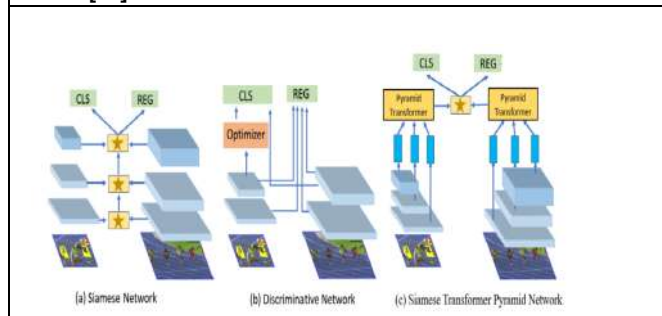 CLS REG
CLS REG
CLS REG
Pyramid
Transformer
Pyramid
Transformer
Optimizer
(a) Siamese Network
(b) Discriminative Network
(c) Siamese Transformer Pyramid Network